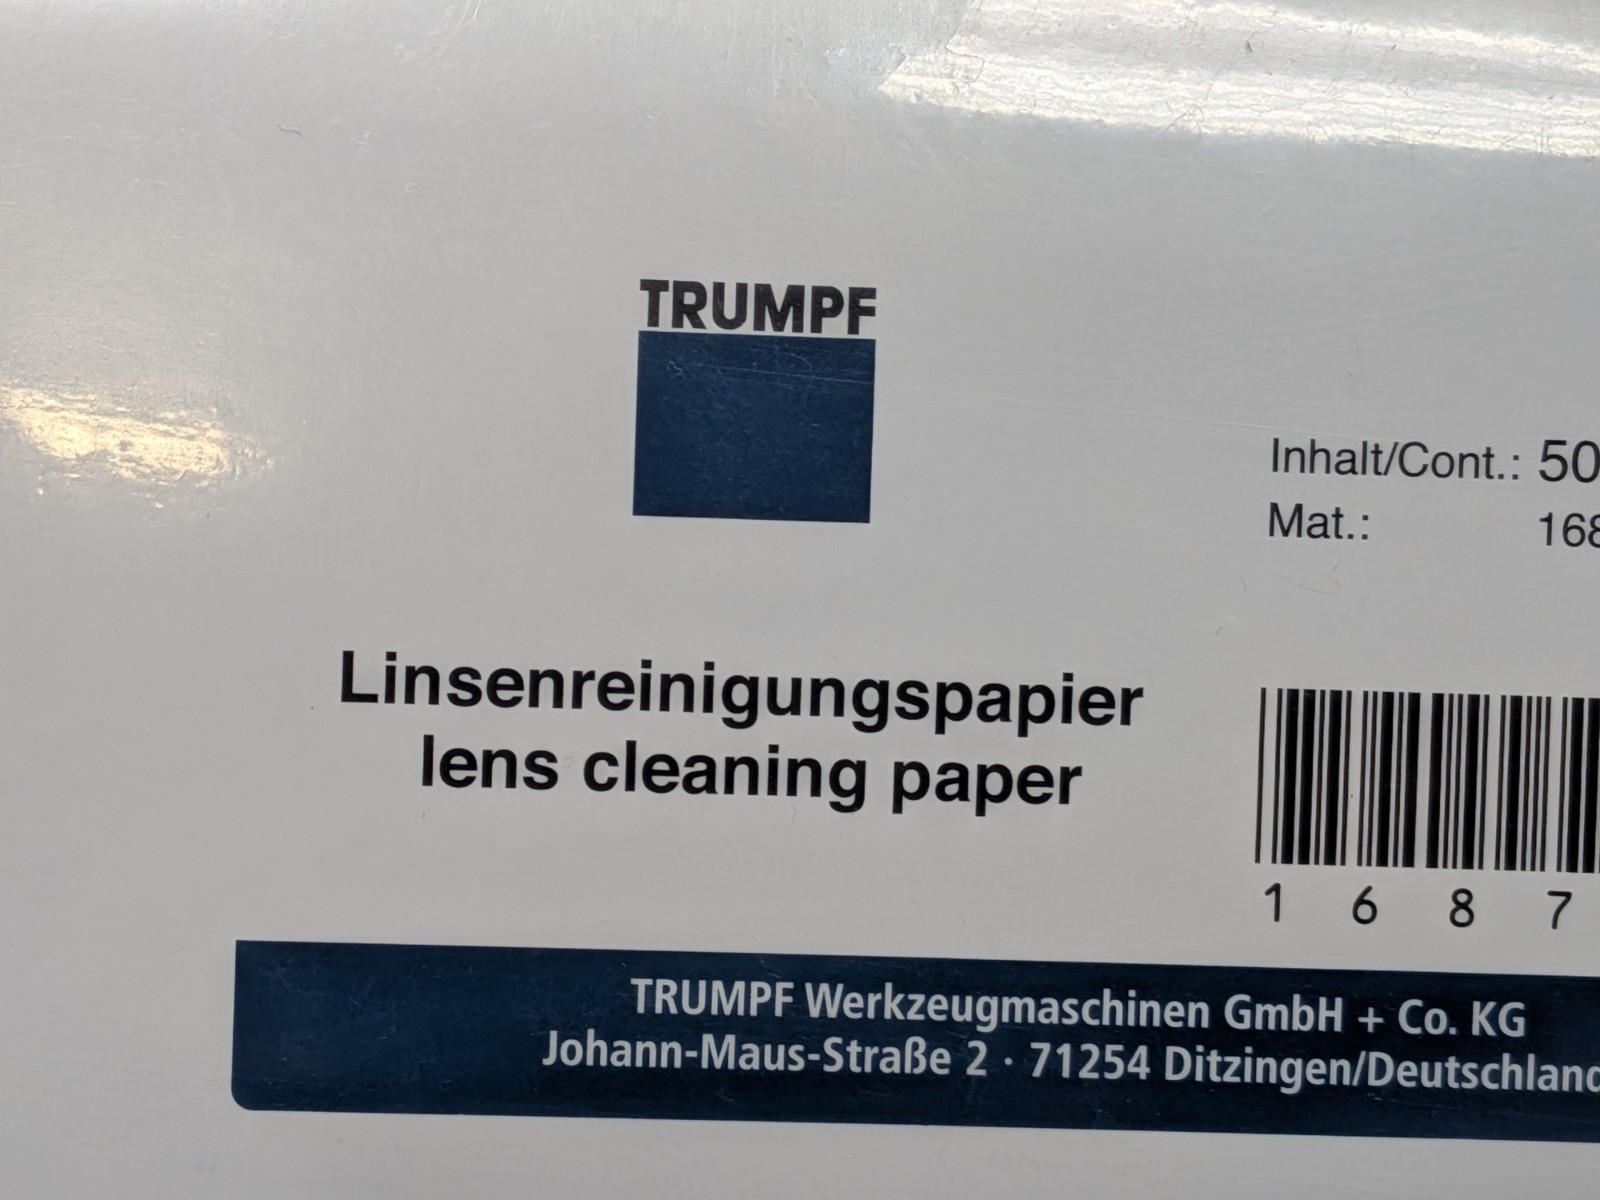 TRUMPF
Inhalt/Cont.: 50
Mat.: 168
Linsenreinigungspapier
lens cleaning paper
1 6 8 7
TRUMPF Werkzeugmaschinen GmbH + Co. KG
Johann-Maus-Straße 2 · 71254 Ditzingen/Deutschland